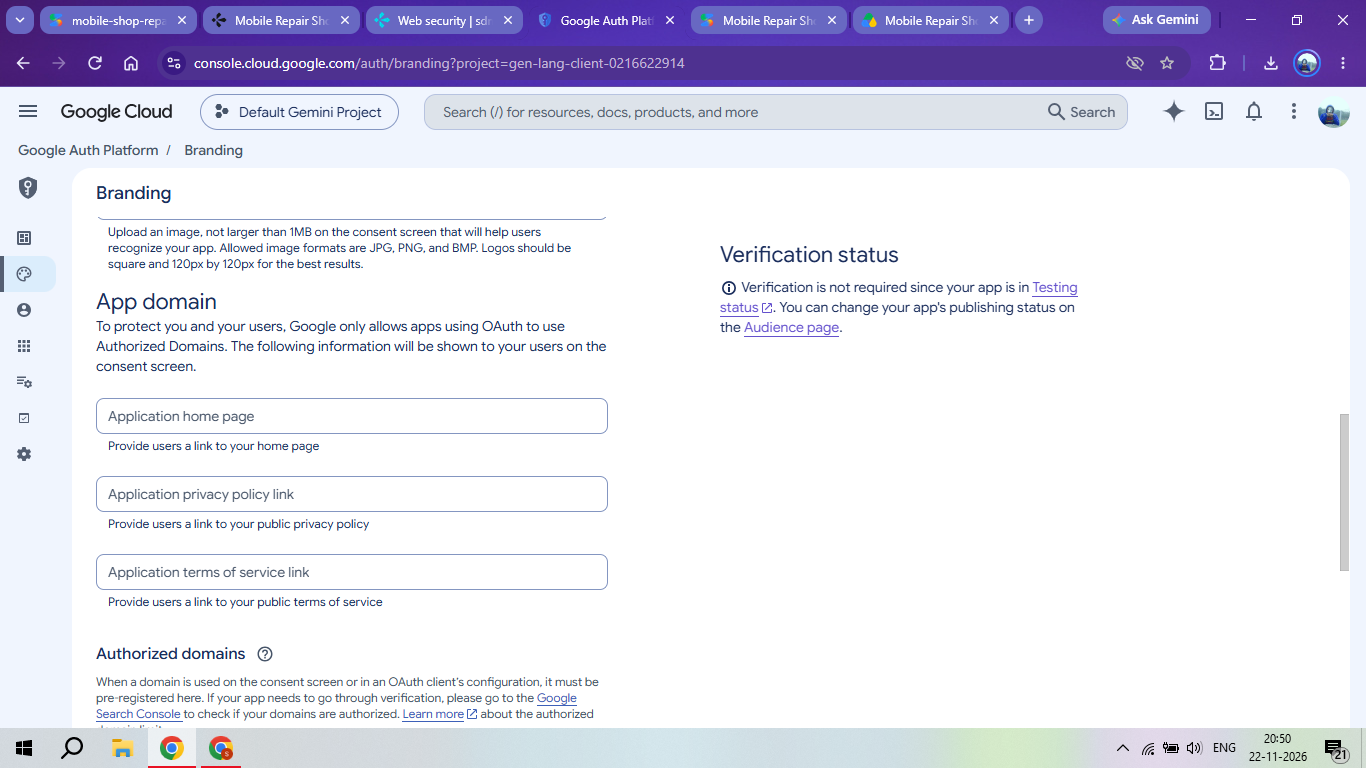 mobile-shop-repa
Mobile Repair Sho
Web security | sdr
Google Auth Plat
Mobile Repair Sho
Mobile Repair Sho
Ask Gemini
console.cloud.google.com/auth/branding?project=gen-lang-client-0216622914
Google Cloud
Default Gemini Project
Search (/) for resources, docs, products, and more
Search
Google Auth Platform / Branding
Branding
Upload an image, not larger than 1MB on the consent screen that will help users
recognize your app. Allowed image formats are JPG, PNG, and BMP. Logos should be
square and 120px by 120px for the best results.
App domain
To protect you and your users, Google only allows apps using OAuth to use
Authorized Domains. The following information will be shown to your users on the
consent screen.
Application home page
Provide users a link to your home page
Application privacy policy link
Provide users a link to your public privacy policy
Application terms of service link
Provide users a link to your public terms of service
Authorized domains
When a domain is used on the consent screen or in an OAuth client's configuration, it must be
pre-registered here. If your app needs to go through verification, please go to the Google
Search Console to check if your domains are authorized. Learn more about the authorized
Verification status
Verification is not required since your app is in Testing
status. You can change your app's publishing status on
the Audience page.
ENG
20:50
22-11-2026
21